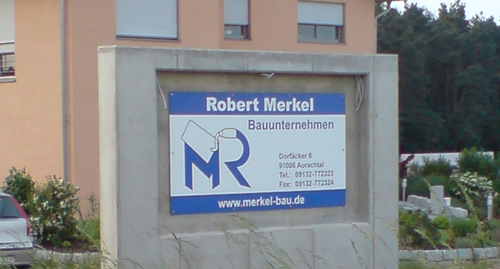 Robert Merkel
Bauunternehmen
MR
Dorfäcker 6
91086 Aurachtal
Tel.: 09132-772323
Fax: 09132-772324
www.merkel-bau.de